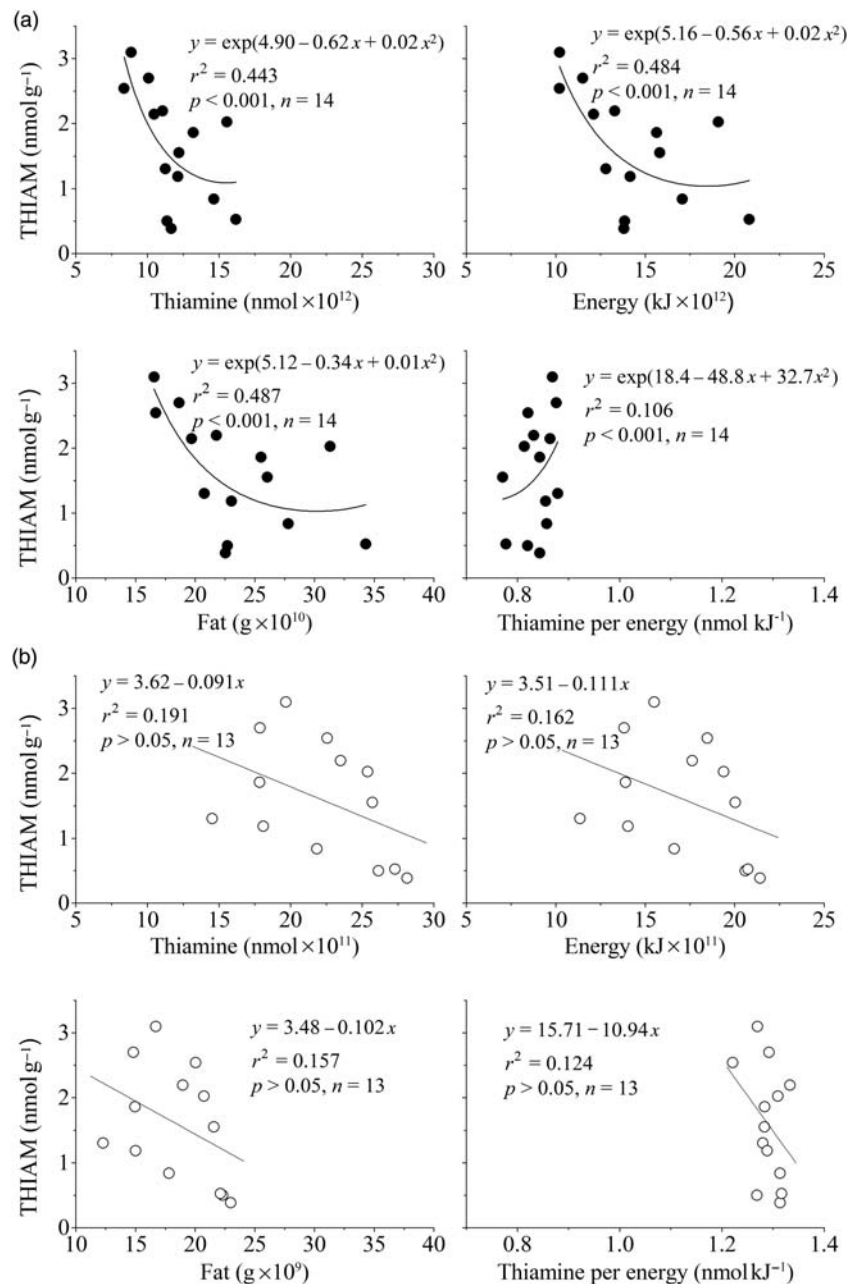 (a)
y = exp(4.90 – 0.62x + 0.02x²)
r² = 0.443
p < 0.001, n = 14
THIAM (nmol g⁻¹)
3
2
1
0
5 10 15 20 25 30
Thiamine (nmol × 10¹²)
y = exp(5.16 – 0.56x + 0.02x²)
r² = 0.484
p < 0.001, n = 14
5 10 15 20 25
Energy (kJ × 10¹²)
y = exp(5.12 – 0.34x + 0.01x²)
r² = 0.487
p < 0.001, n = 14
THIAM (nmol g⁻¹)
3
2
1
0
10 15 20 25 30 35 40
Fat (g × 10¹⁰)
y = exp(18.4 – 48.8x + 32.7x²)
r² = 0.106
p < 0.001, n = 14
0.8 1.0 1.2 1.4
Thiamine per energy (nmol kJ⁻¹)
(b)
y = 3.62 – 0.091x
r² = 0.191
p > 0.05, n = 13
THIAM (nmol g⁻¹)
3
2
1
0
10 15 20 25 30
Thiamine (nmol × 10¹¹)
y = 3.51 – 0.111x
r² = 0.162
p > 0.05, n = 13
5 10 15 20 25
Energy (kJ × 10¹¹)
y = 3.48 – 0.102x
r² = 0.157
p > 0.05, n = 13
THIAM (nmol g⁻¹)
3
2
1
0
10 15 20 25 30 35 40
Fat (g × 10⁹)
y = 15.71 – 10.94x
r² = 0.124
p > 0.05, n = 13
0.8 1.0 1.2 1.4
Thiamine per energy (nmol kJ⁻¹)